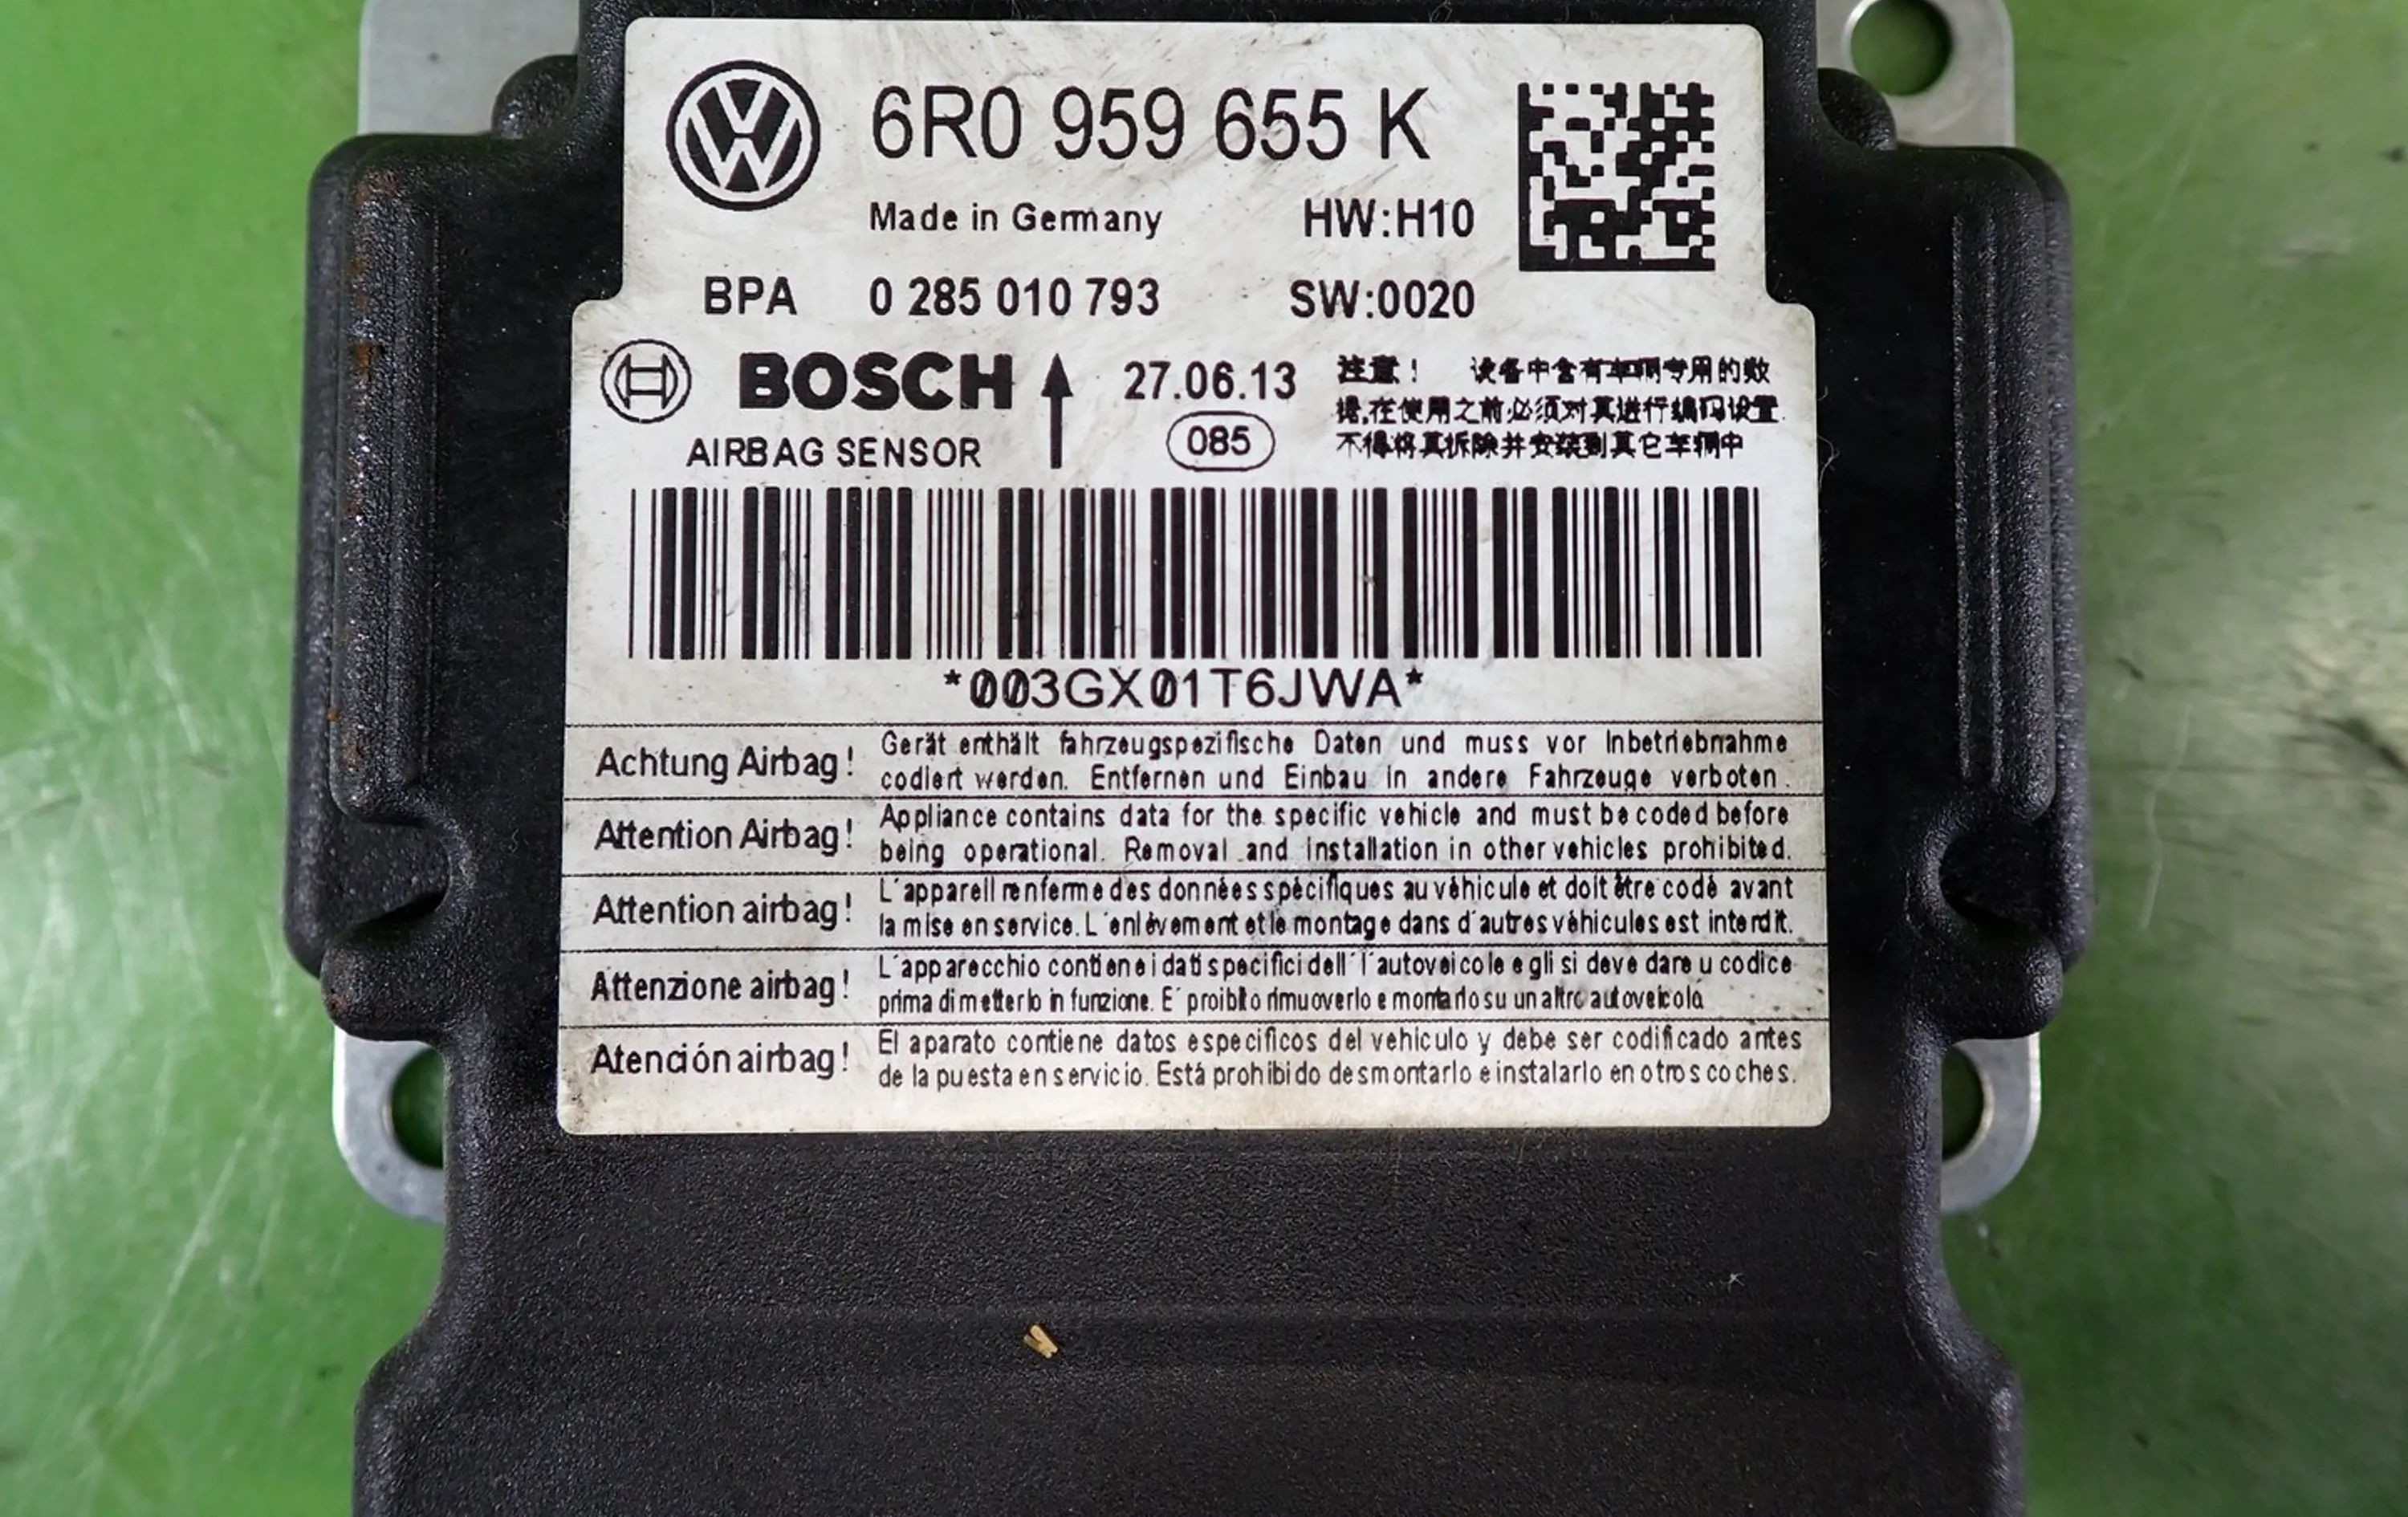 6R0 959 655 K
Made in Germany HW:H10
BPA 0 285 010 793 SW:0020
BOSCH 27.06.13
AIRBAG SENSOR 085
注意！ 设备中含有车辆专用的数
据,在使用之前必须对其进行编码设置.
不得将其拆除并安装到其它车辆中
*003GX01T6JWA*
Achtung Airbag! Gerät enthält fahrzeugspezifische Daten und muss vor Inbetriebnahme
codiert werden. Entfernen und Einbau in andere Fahrzeuge verboten.
Attention Airbag! Appliance contains data for the specific vehicle and must be coded before
being operational. Removal and installation in other vehicles prohibited.
Attention airbag! L´appareil renferme des données spécifiques au véhicule et doit être codé avant
la mise en service. L´enlèvement et le montage dans d´autres véhicules est interdit.
Attenzione airbag! L´apparecchio contiene i dati specifici dell´l´autoveicolo e gli si deve dare u codice
prima di metterlo in funzione. E´ proibito rimuoverlo e montarlo su un altro autoveicolo
Atención airbag! El aparato contiene datos especificos del vehiculo y debe ser codificado antes
de la puesta en servicio. Está prohibido desmontarlo e instalarlo en otros coches.